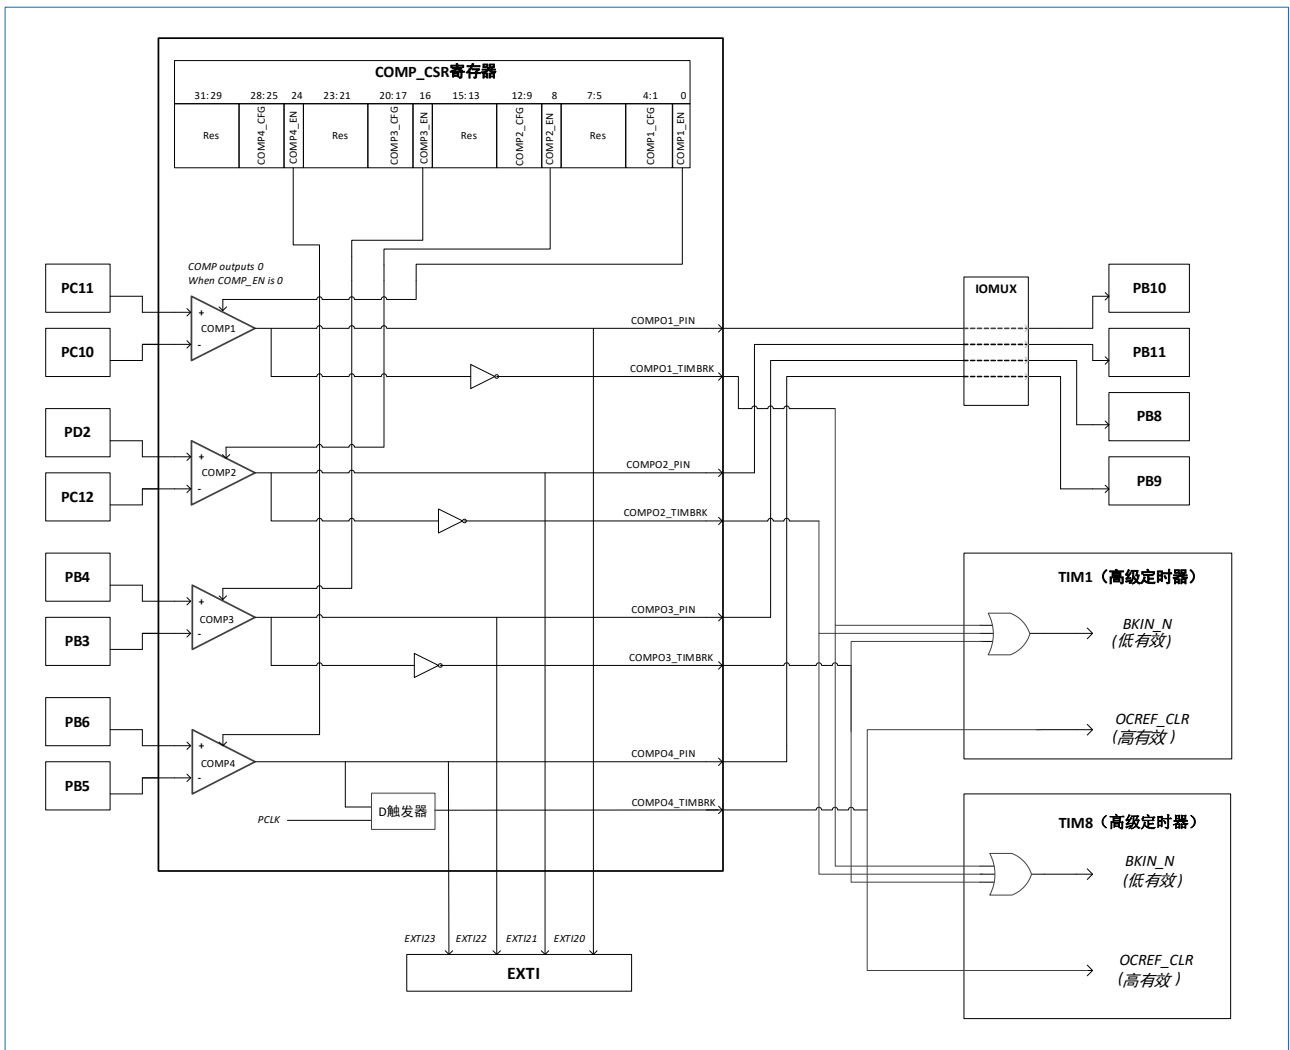 COMP_CSR寄存器
31:29 28:25 24 23:21 20:17 16 15:13 12:9 8 7:5 4:1 0
Res COMP4_CFG COMP4_EN Res COMP3_CFG COMP3_EN Res COMP2_CFG COMP2_EN Res COMP1_CFG COMP1_EN
COMP outputs 0
When COMP_EN is 0
PC11
+
COMP1
-
PC10
COMPO1_PIN
COMPO1_TIMBRK
IOMUX
PB10
PB11
PB8
PB9
PD2
+
COMP2
-
PC12
COMPO2_PIN
COMPO2_TIMBRK
PB4
+
COMP3
-
PB3
COMPO3_PIN
COMPO3_TIMBRK
TIM1（高级定时器）
BKIN_N
(低有效)
OCREF_CLR
(高有效)
PB6
+
COMP4
-
PB5
COMPO4_PIN
D触发器
PCLK
COMPO4_TIMBRK
TIM8（高级定时器）
BKIN_N
(低有效)
OCREF_CLR
(高有效)
EXTI23 EXTI22 EXTI21 EXTI20
EXTI